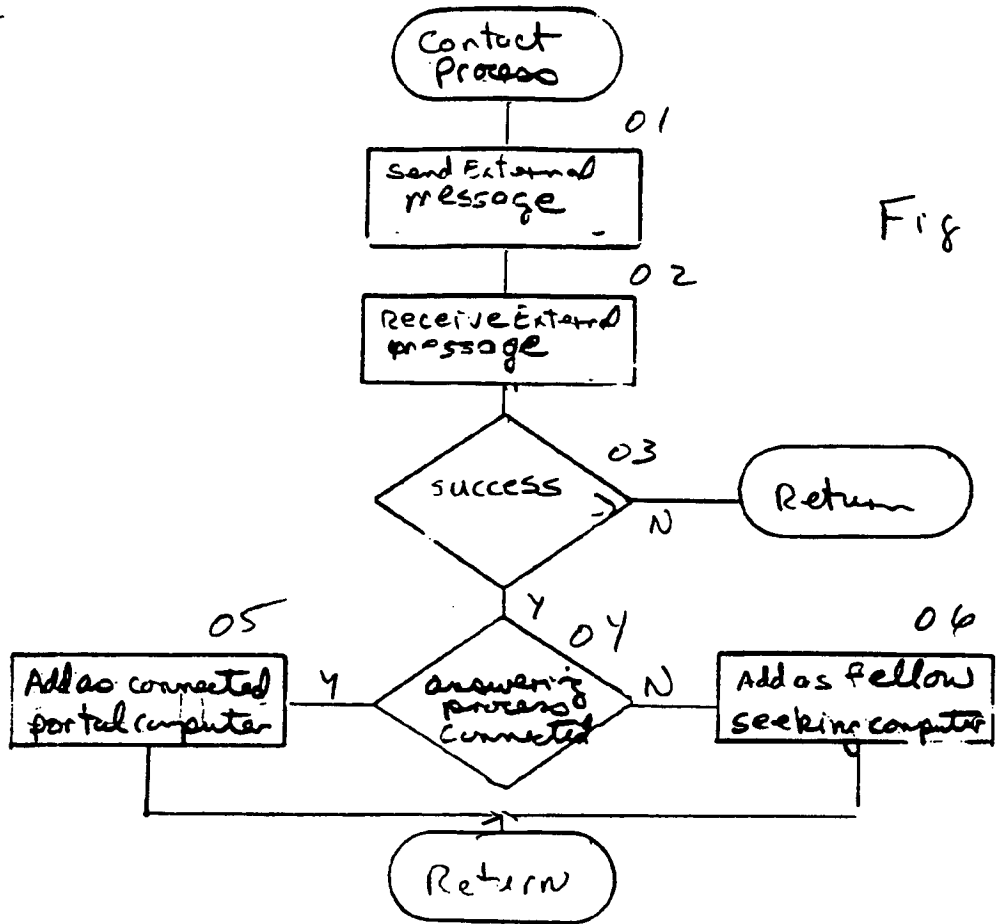 Contact
Process
01
Send External
message
Fig
02
Receive External
message
03
success
N
Return
Y
05
04
06
Add as connected
portal computer
Y
answering
process
connected
N
Add as fellow
seeking computer
Return